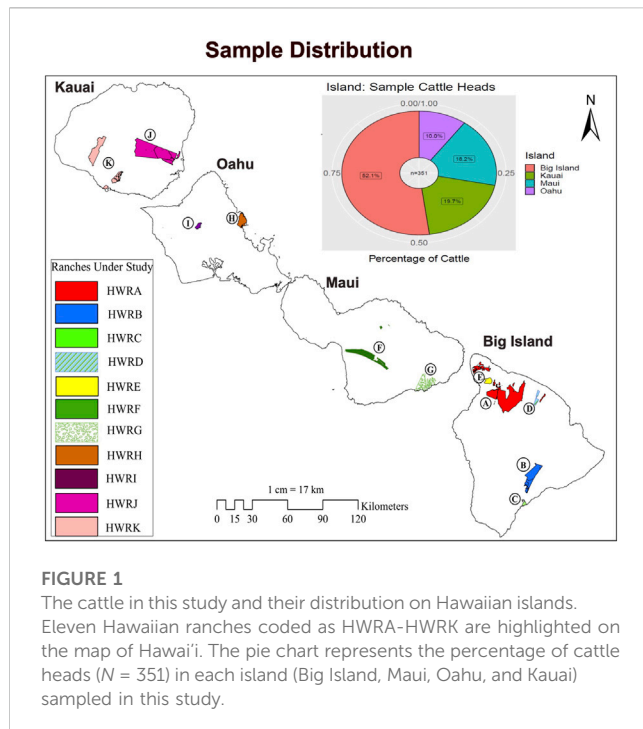 Sample Distribution
Kauai
J
K
Oahu
I
H
Maui
F
G
Big Island
E
A
D
B
C
N
Island: Sample Cattle Heads
0.00/1.00
0.75
0.25
0.50
52.1%
18.2%
19.7%
n=351
Percentage of Cattle
Island
Big Island
Kauai
Maui
Oahu
Ranches Under Study
HWRA
HWRB
HWRC
HWRD
HWRE
HWRF
HWRG
HWRH
HWRI
HWRJ
HWRK
1 cm = 17 km
Kilometers
0 15 30 60 90 120
FIGURE 1
The cattle in this study and their distribution on Hawaiian islands.
Eleven Hawaiian ranches coded as HWRA-HWRK are highlighted on
the map of Hawai‘i. The pie chart represents the percentage of cattle
heads (N = 351) in each island (Big Island, Maui, Oahu, and Kauai)
sampled in this study.